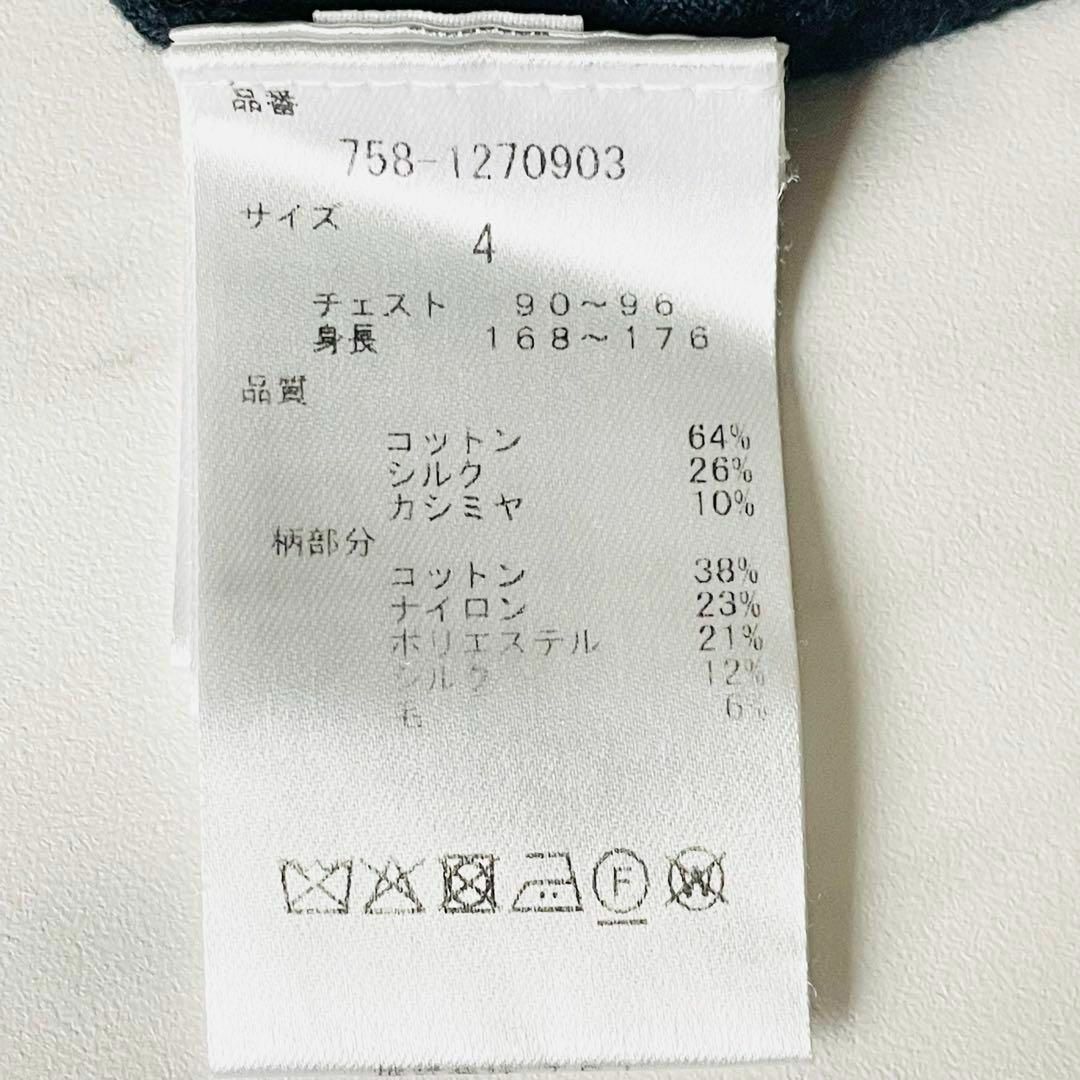 品番
758-1270903
サイズ
4
チェスト 90～96
身長 168～176
品質
コットン 64%
シルク 26%
カシミヤ 10%
柄部分
コットン 38%
ナイロン 23%
ポリエステル 21%
シルク 12%
毛 6%
F
W